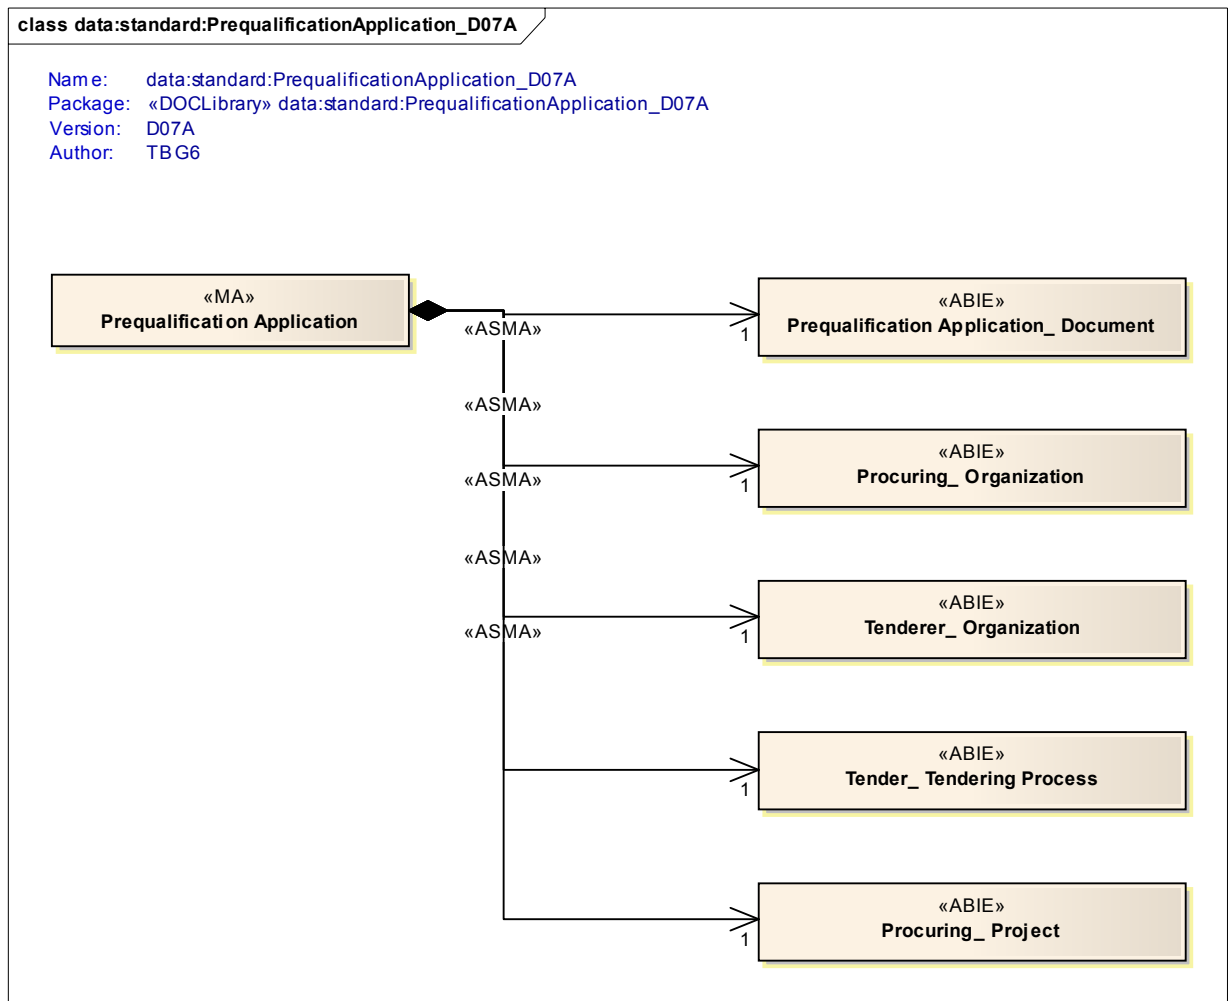 class data:standard:PrequalificationApplication_D07A
Name: data:standard:PrequalificationApplication_D07A
Package: «DOCLibrary» data:standard:PrequalificationApplication_D07A
Version: D07A
Author: TBG6
«MA»
Prequalification Application
«ABIE»
Prequalification Application_ Document
«ASMA»
1
«ASMA»
«ABIE»
Procuring_ Organization
«ASMA»
1
«ASMA»
«ABIE»
Tenderer_ Organization
«ASMA»
1
«ABIE»
Tender_ Tendering Process
1
«ABIE»
Procuring_ Project
1